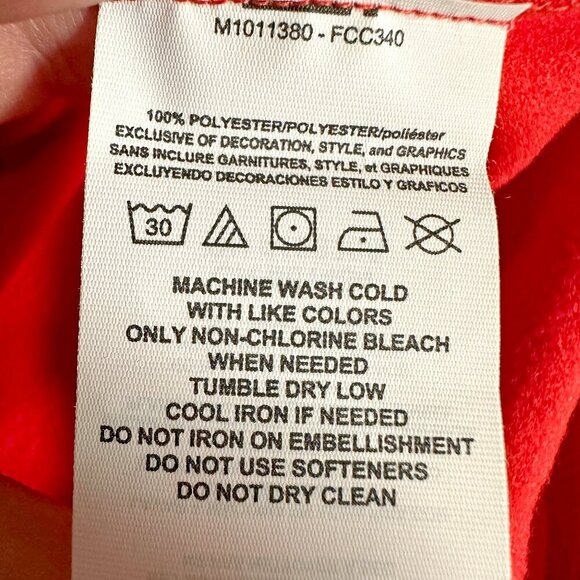 M1011380 - FCC340
100% POLYESTER/POLYESTER/poliéster
EXCLUSIVE OF DECORATION, STYLE, and GRAPHICS
SANS INCLURE GARNITURES, STYLE, et GRAPHIQUES
EXCLUYENDO DECORACIONES ESTILO Y GRAFICOS
30
MACHINE WASH COLD
WITH LIKE COLORS
ONLY NON-CHLORINE BLEACH
WHEN NEEDED
TUMBLE DRY LOW
COOL IRON IF NEEDED
DO NOT IRON ON EMBELLISHMENT
DO NOT USE SOFTENERS
DO NOT DRY CLEAN